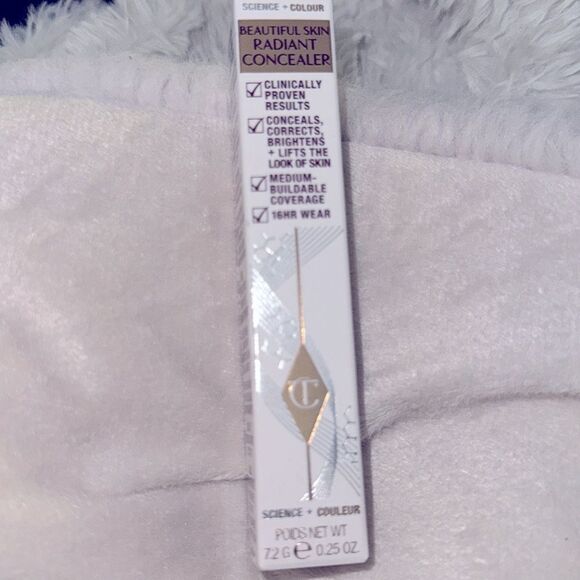 SCIENCE + COLOUR
BEAUTIFUL SKIN
RADIANT
CONCEALER
CLINICALLY
PROVEN
RESULTS
CONCEALS,
CORRECTS,
BRIGHTENS
+ LIFTS THE
LOOK OF SKIN
MEDIUM-
BUILDABLE
COVERAGE
16HR WEAR
CT
SCIENCE + COULEUR
POIDS NET WT
7.2 G e 0.25 OZ.